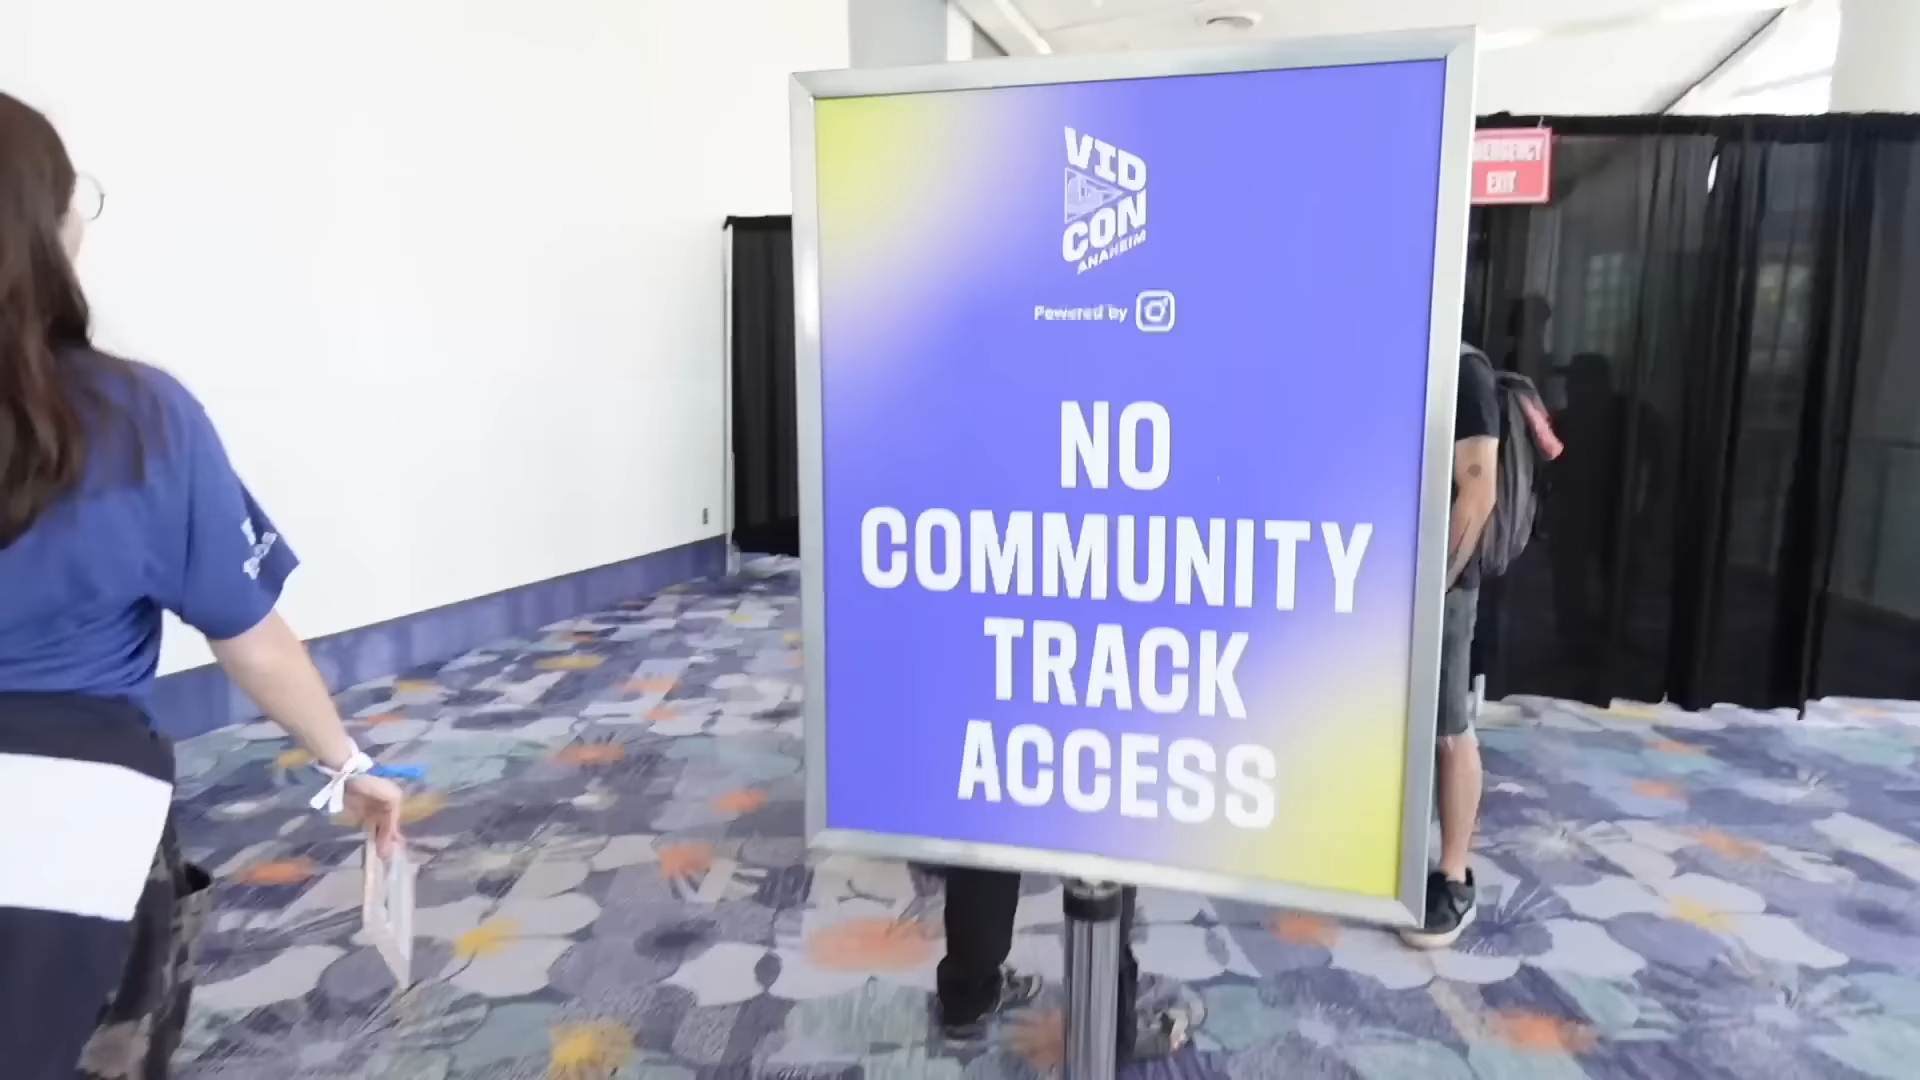 VID
CON
ANAHEIM
Powered by
NO
COMMUNITY
TRACK
ACCESS
EXIT